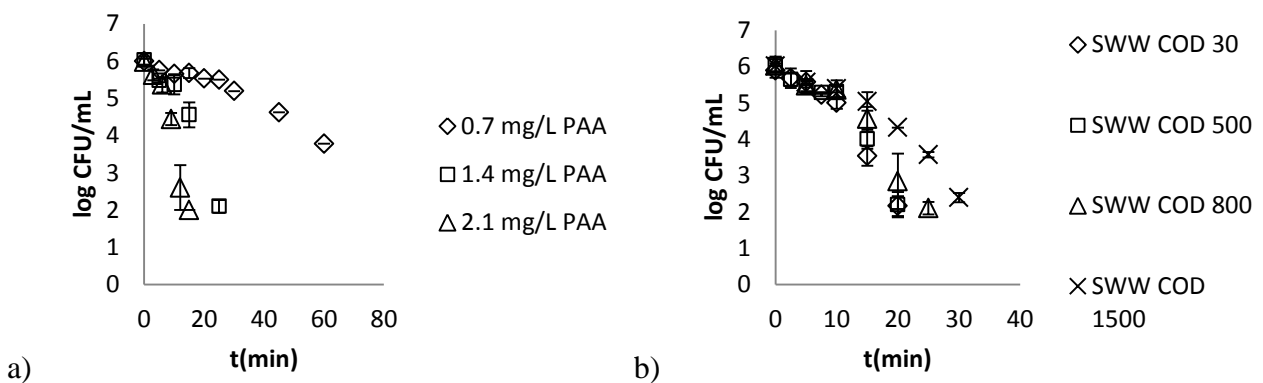 7
6
5
4
3
2
1
0
log CFU/mL
0 20 40 60 80
t(min)
0.7 mg/L PAA
1.4 mg/L PAA
2.1 mg/L PAA
a)
7
6
5
4
3
2
1
0
log CFU/mL
0 10 20 30 40
t(min)
SWW COD 30
SWW COD 500
SWW COD 800
SWW COD
1500
b)